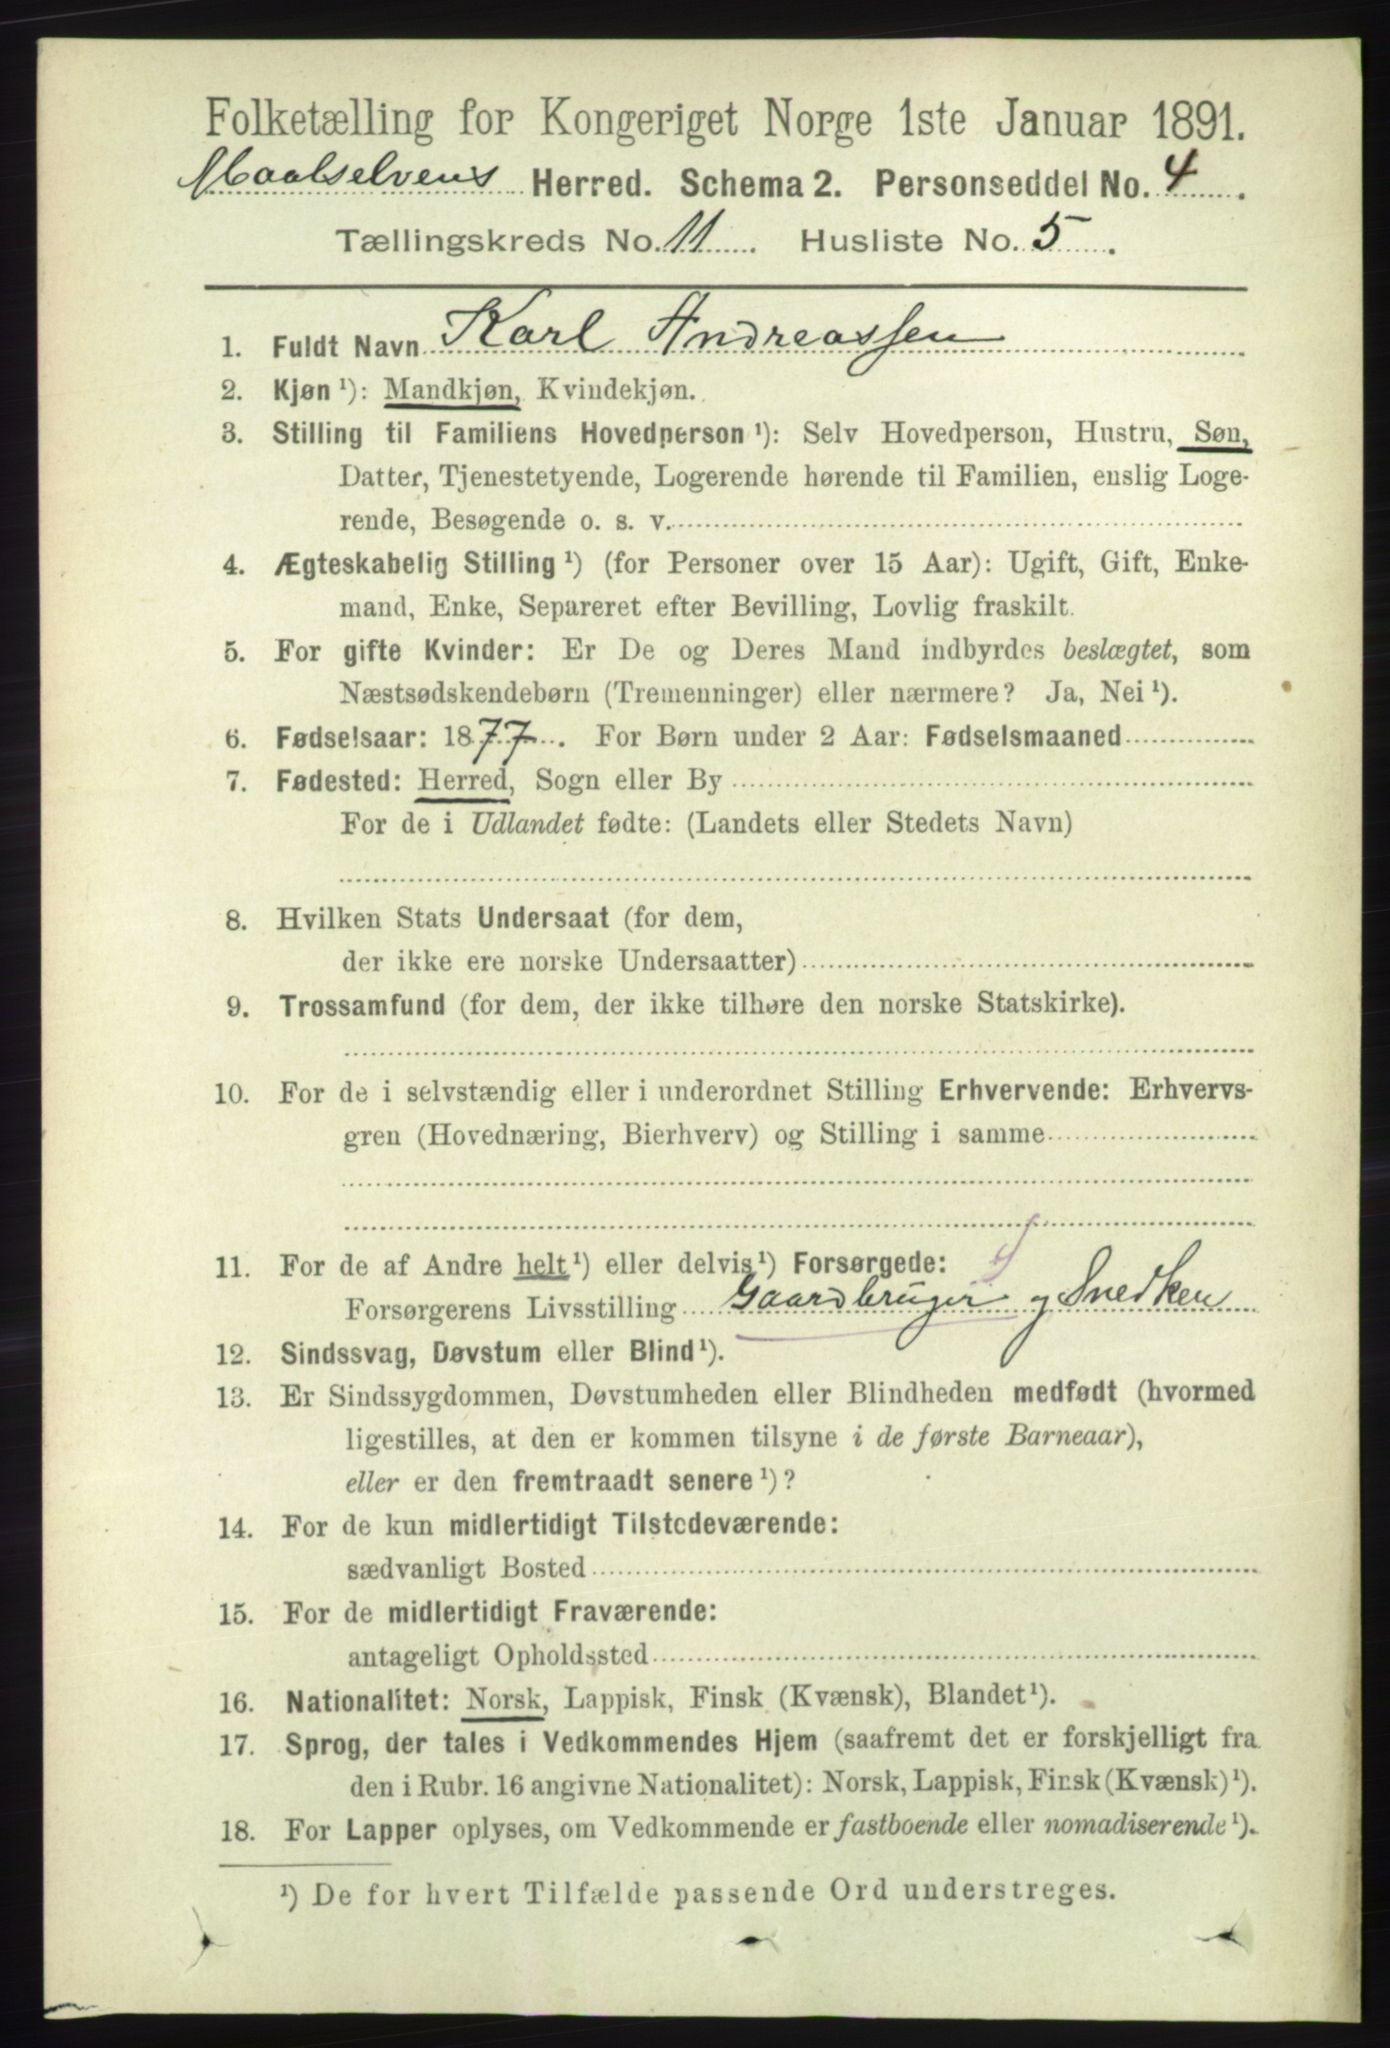 Folketælling for Kongeriget Norge 1ste Januar 1891.
Maalselvens Herred. Schema 2. Personseddel No. 4.
Tællingskreds No. 11. Husliste No. 5.
1. Fuldt Navn Karl Andreassen
2. Kjøn ¹): Mandkjøn, Kvindekjøn.
3. Stilling til Familiens Hovedperson ¹): Selv Hovedperson, Hustru, Søn,
Datter, Tjenestetyende, Logerende hørende til Familien, enslig Loge-
rende, Besøgende o. s. v.
4. Ægteskabelig Stilling ¹) (for Personer over 15 Aar): Ugift, Gift, Enke-
mand, Enke, Separeret efter Bevilling, Lovlig fraskilt.
5. For gifte Kvinder: Er De og Deres Mand indbyrdes beslægtet, som
Næstsødskendebørn (Tremenninger) eller nærmere? Ja, Nei ¹).
6. Fødselsaar: 1877. For Børn under 2 Aar: Fødselsmaaned
7. Fødested: Herred, Sogn eller By
For de i Udlandet fødte: (Landets eller Stedets Navn)
8. Hvilken Stats Undersaat (for dem,
der ikke ere norske Undersaatter)
9. Trossamfund (for dem, der ikke tilhøre den norske Statskirke).
10. For de i selvstændig eller i underordnet Stilling Erhvervende: Erhvervs-
gren (Hovednæring, Bierhverv) og Stilling i samme
11. For de af Andre helt ¹) eller delvis ¹) Forsørgede:
Forsørgerens Livsstilling Gaardbruger og Snedken
12. Sindssvag, Døvstum eller Blind ¹).
13. Er Sindssygdommen, Døvstumheden eller Blindheden medfødt (hvormed
ligestilles, at den er kommen tilsyne i de første Barneaar),
eller er den fremtraadt senere ¹)?
14. For de kun midlertidigt Tilstedeværende:
sædvanligt Bosted
15. For de midlertidigt Fraværende:
antageligt Opholdssted
16. Nationalitet: Norsk, Lappisk, Finsk (Kvænsk), Blandet ¹).
17. Sprog, der tales i Vedkommendes Hjem (saafremt det er forskjelligt fra
den i Rubr. 16 angivne Nationalitet): Norsk, Lappisk, Finsk (Kvænsk) ¹).
18. For Lapper oplyses, om Vedkommende er fastboende eller nomadiserende ¹).
¹) De for hvert Tilfælde passende Ord understreges.